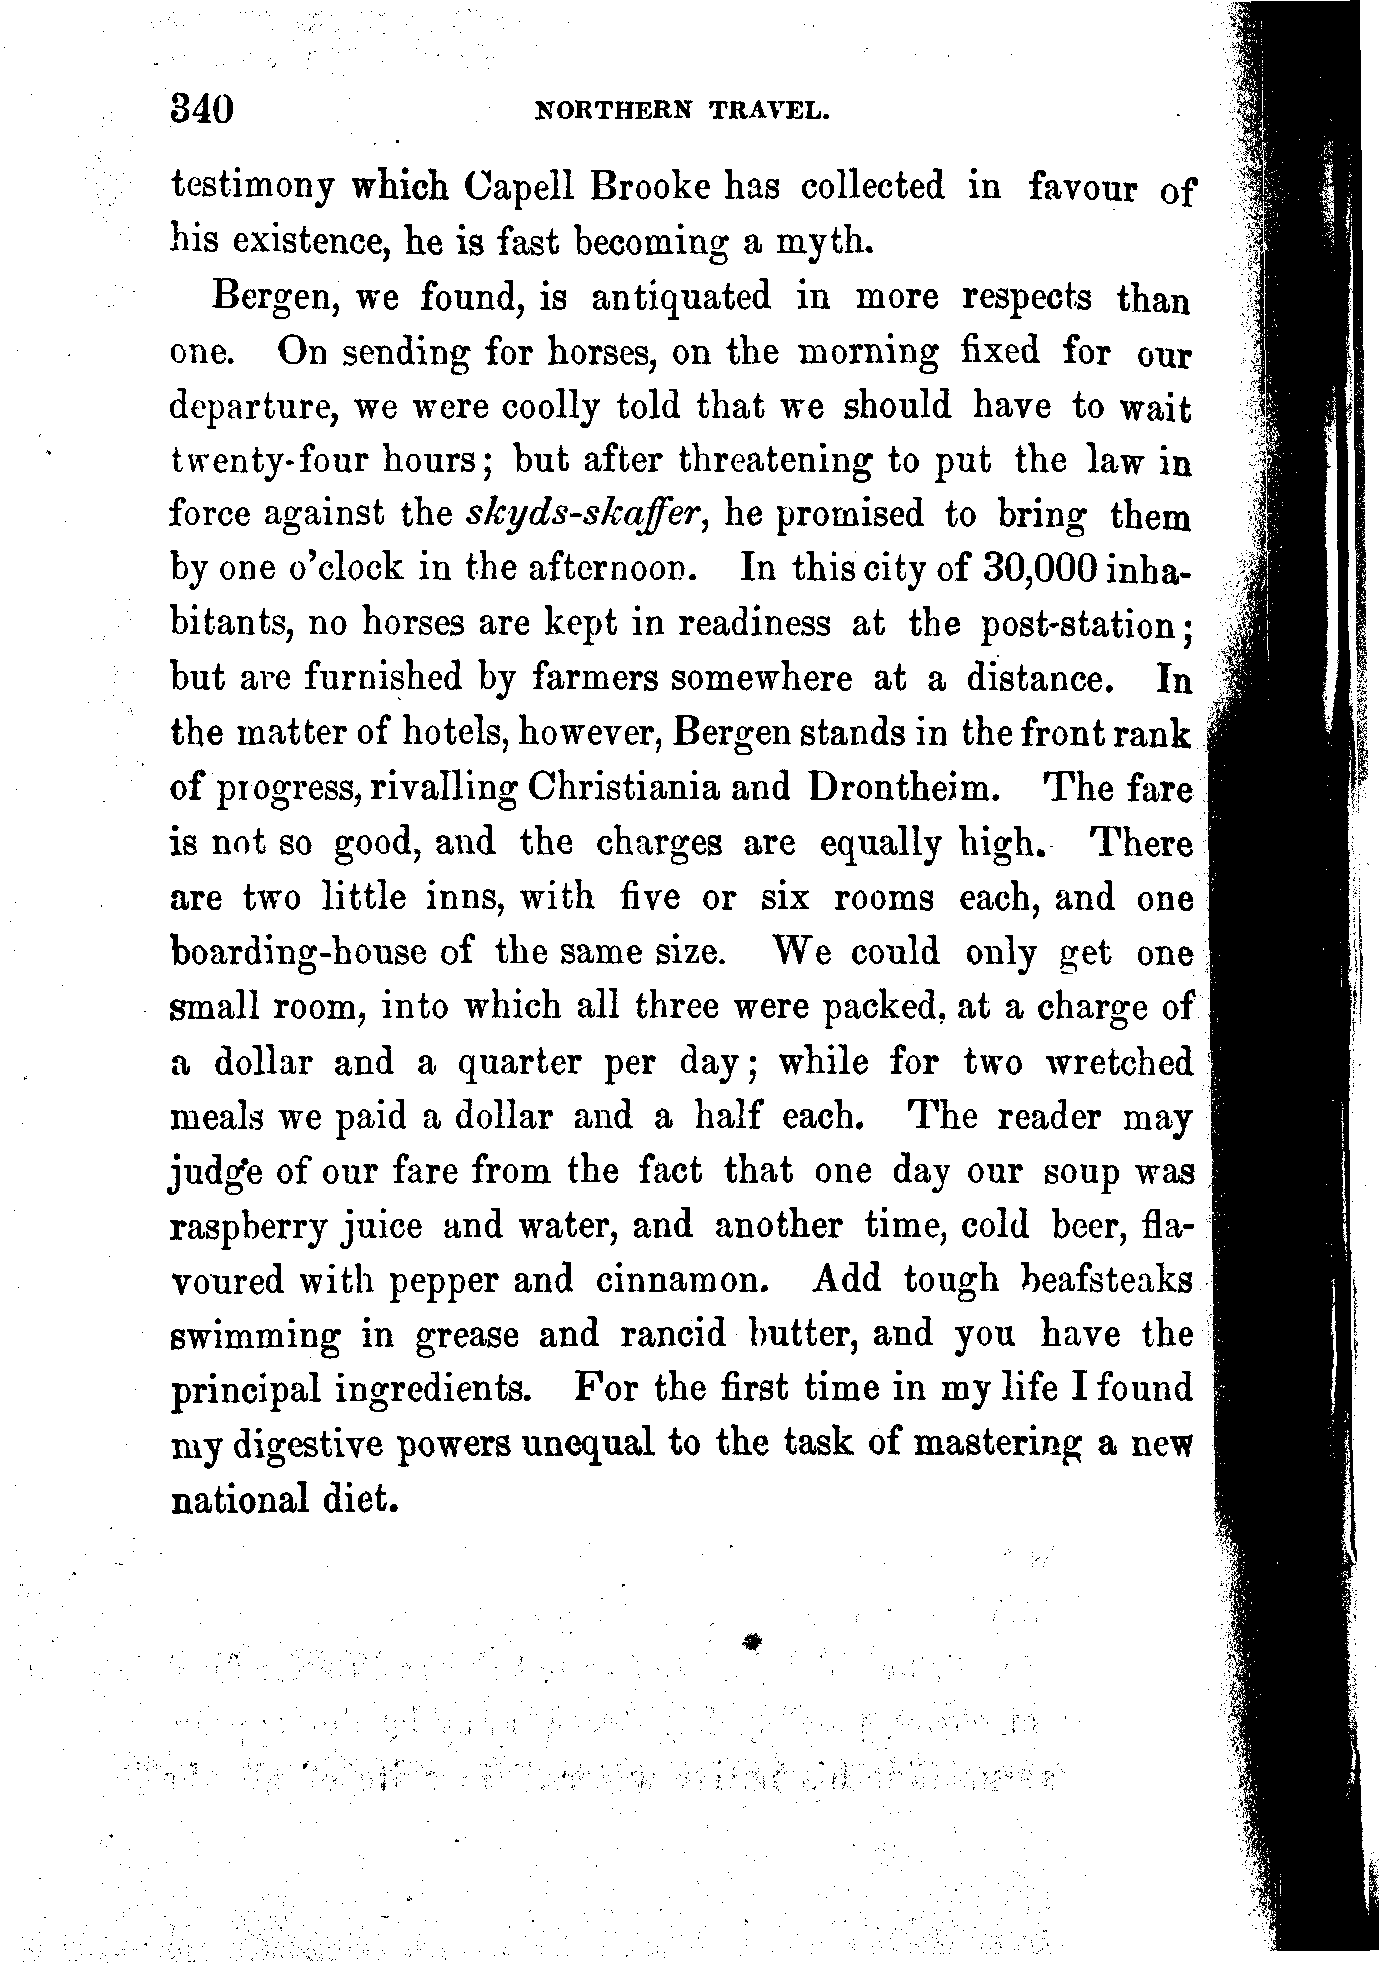 340 NORTHERN TRAVEL.
testimony which Capell Brooke has collected in favour of
his existence, he is fast becoming a myth.
Bergen, we found, is antiquated in more respects than
one. On sending for horses, on the morning fixed for our
departure, we were coolly told that we should have to wait
twenty-four hours; but after threatening to put the law in
force against the skyds-skaffer, he promised to bring them
by one o'clock in the afternoon. In this city of 30,000 inha-
bitants, no horses are kept in readiness at the post-station;
but are furnished by farmers somewhere at a distance. In
the matter of hotels, however, Bergen stands in the front rank
of progress, rivalling Christiania and Drontheim. The fare
is not so good, and the charges are equally high. There
are two little inns, with five or six rooms each, and one
boarding-house of the same size. We could only get one
small room, into which all three were packed, at a charge of
a dollar and a quarter per day; while for two wretched
meals we paid a dollar and a half each. The reader may
judge of our fare from the fact that one day our soup was
raspberry juice and water, and another time, cold beer, fla-
voured with pepper and cinnamon. Add tough beafsteaks
swimming in grease and rancid butter, and you have the
principal ingredients. For the first time in my life I found
my digestive powers unequal to the task of mastering a new
national diet.